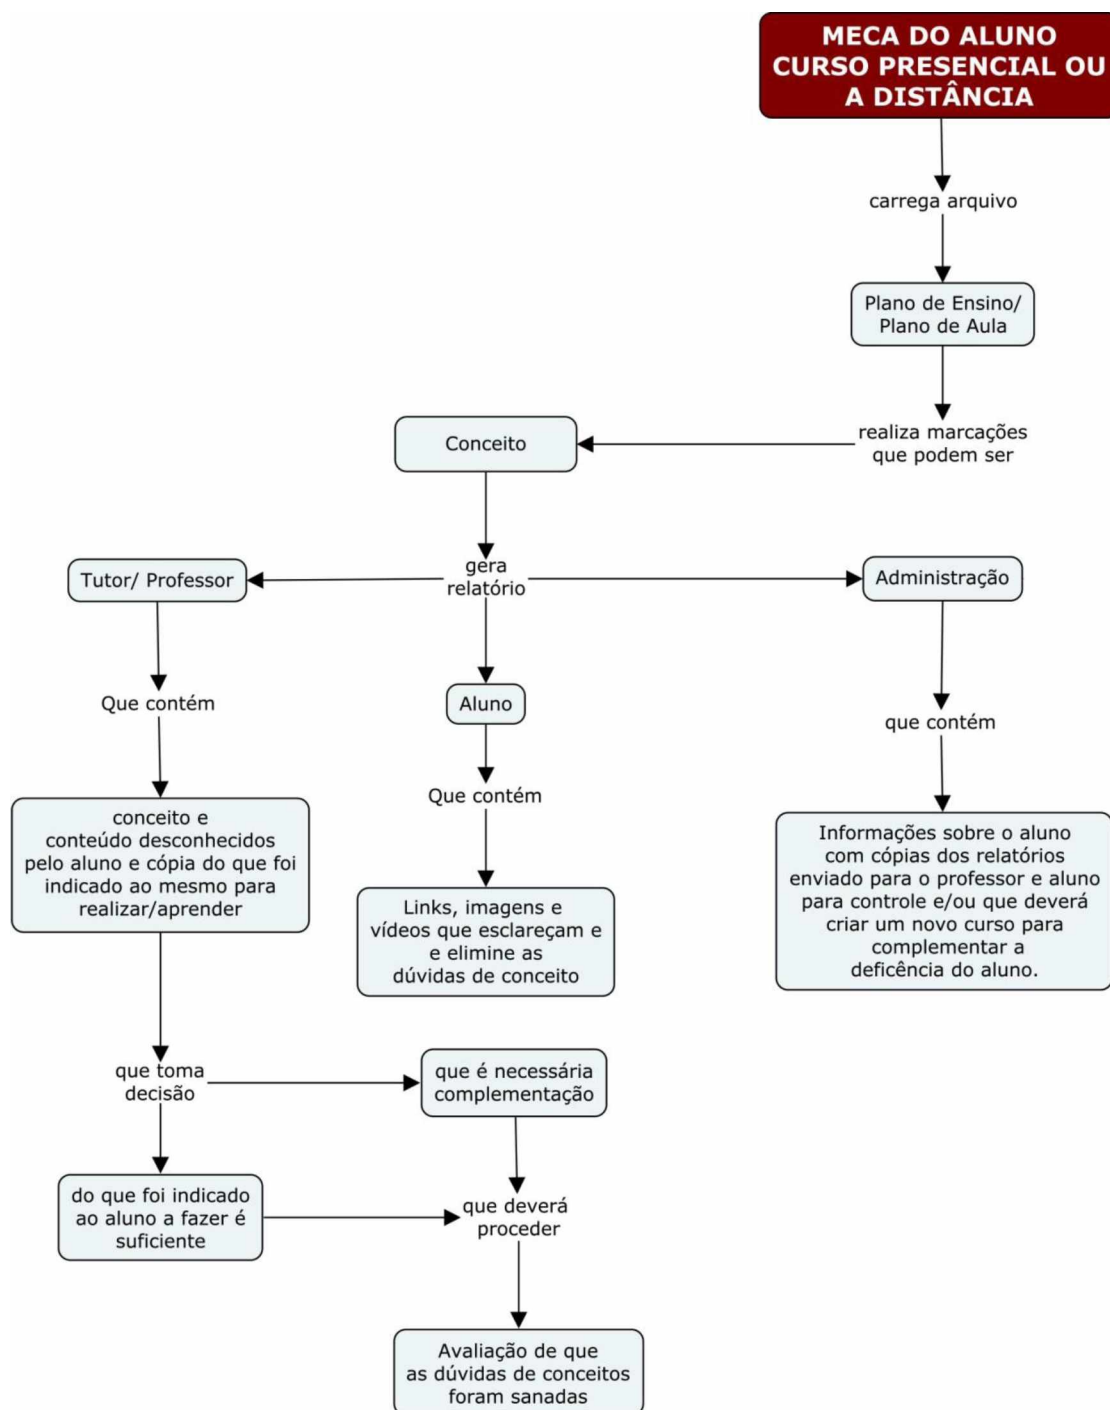 MECA DO ALUNO
CURSO PRESENCIAL OU
A DISTÂNCIA
carrega arquivo
Plano de Ensino/
Plano de Aula
realiza marcações
que podem ser
Conceito
gera
relatório
Tutor/ Professor
Administração
Que contém
Aluno
que contém
Que contém
conceito e
conteúdo desconhecidos
pelo aluno e cópia do que foi
indicado ao mesmo para
realizar/aprender
Links, imagens e
vídeos que esclareçam e
e elimine as
dúvidas de conceito
Informações sobre o aluno
com cópias dos relatórios
enviado para o professor e aluno
para controle e/ou que deverá
criar um novo curso para
complementar a
deficência do aluno.
que toma
decisão
que é necessária
complementação
do que foi indicado
ao aluno a fazer é
suficiente
que deverá
proceder
Avaliação de que
as dúvidas de conceitos
foram sanadas